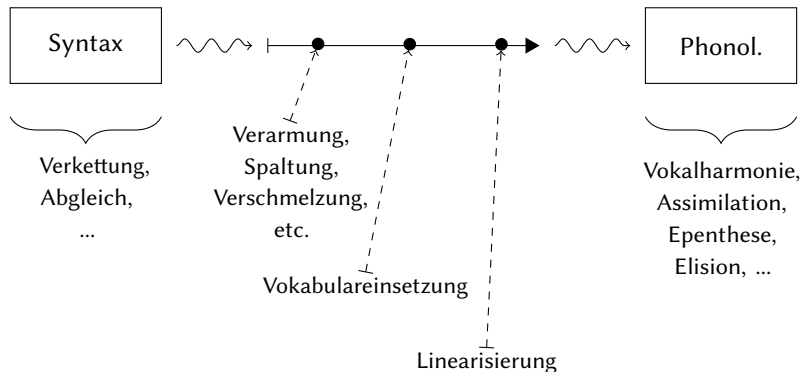 Syntax
Phonol.
Verkettung,
Abgleich,
...
Verarmung,
Spaltung,
Verschmelzung,
etc.
Vokabulareinsetzung
Linearisierung
Vokalharmonie,
Assimilation,
Epenthese,
Elision, ...